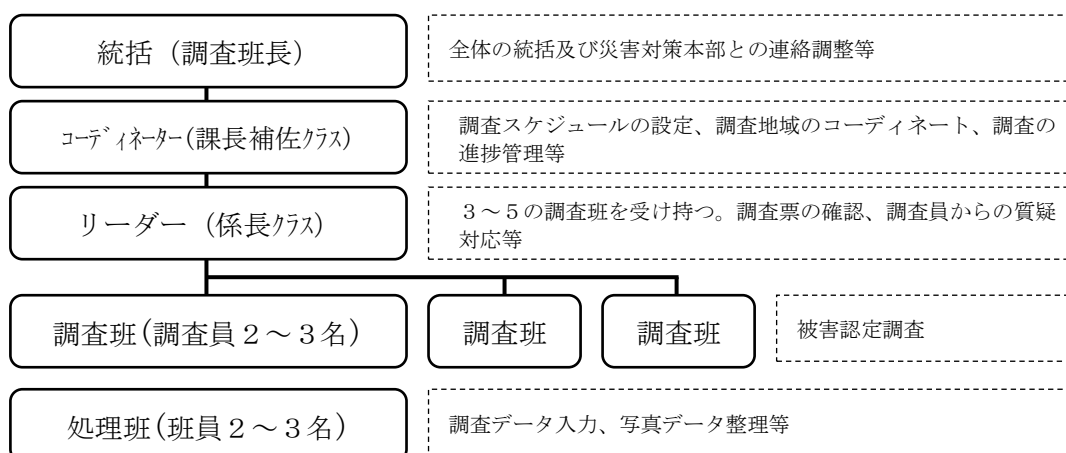 統括（調査班長）
全体の統括及び災害対策本部との連絡調整等
ｺｰﾃﾞｨﾈｰﾀｰ(課長補佐ｸﾗｽ)
調査スケジュールの設定、調査地域のコーディネート、調査の
進捗管理等
リーダー（係長ｸﾗｽ）
３～５の調査班を受け持つ。調査票の確認、調査員からの質疑
対応等
調査班(調査員２～３名)
調査班
調査班
被害認定調査
処理班(班員２～３名)
調査データ入力、写真データ整理等